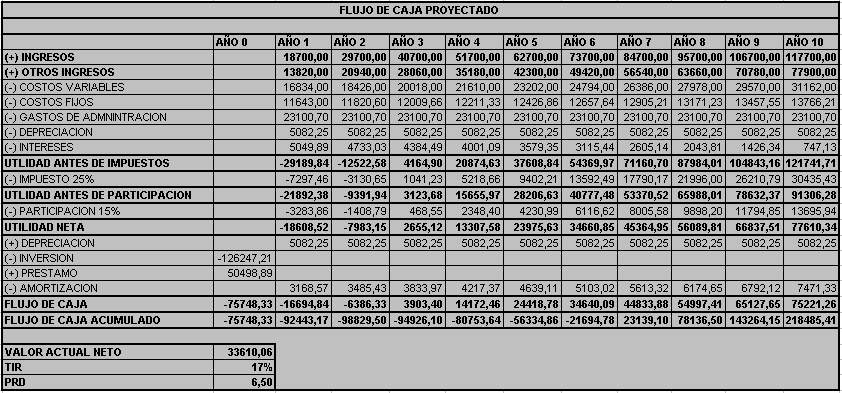 FLUJO DE CAJA PROYECTADO
AÑO 0 AÑO 1 AÑO 2 AÑO 3 AÑO 4 AÑO 5 AÑO 6 AÑO 7 AÑO 8 AÑO 9 AÑO 10
(+) INGRESOS 18700,00 29700,00 40700,00 51700,00 62700,00 73700,00 84700,00 95700,00 106700,00 117700,00
(+) OTROS INGRESOS 13820,00 20940,00 28060,00 35180,00 42300,00 49420,00 56540,00 63660,00 70780,00 77900,00
(-) COSTOS VARIABLES 16834,00 18426,00 20018,00 21610,00 23202,00 24794,00 26386,00 27978,00 29570,00 31162,00
(-) COSTOS FIJOS 11643,00 11820,60 12009,66 12211,33 12426,86 12657,64 12905,21 13171,23 13457,55 13766,21
(-) GASTOS DE ADMNINTRACION 23100,70 23100,70 23100,70 23100,70 23100,70 23100,70 23100,70 23100,70 23100,70 23100,70
(-) DEPRECIACION 5082,25 5082,25 5082,25 5082,25 5082,25 5082,25 5082,25 5082,25 5082,25 5082,25
(-) INTERESES 5049,89 4733,03 4384,49 4001,09 3579,35 3115,44 2605,14 2043,81 1426,34 747,13
UTLIDAD ANTES DE IMPUESTOS -29189,84 -12522,58 4164,90 20874,63 37608,84 54369,97 71160,70 87984,01 104843,16 121741,71
(-) IMPUESTO 25% -7297,46 -3130,65 1041,23 5218,66 9402,21 13592,49 17790,17 21996,00 26210,79 30435,43
UTLIDAD ANTES DE PARTICIPACION -21892,38 -9391,94 3123,68 15655,97 28206,63 40777,48 53370,52 65988,01 78632,37 91306,28
(-) PARTICIPACION 15% -3283,86 -1408,79 468,55 2348,40 4230,99 6116,62 8005,58 9898,20 11794,85 13695,94
UTILIDAD NETA -18608,52 -7983,15 2655,12 13307,58 23975,63 34660,85 45364,95 56089,81 66837,51 77610,34
(+) DEPRECIACION 5082,25 5082,25 5082,25 5082,25 5082,25 5082,25 5082,25 5082,25 5082,25 5082,25
(-) INVERSION -126247,21
(+) PRESTAMO 50498,89
(-) AMORTIZACION 3168,57 3485,43 3833,97 4217,37 4639,11 5103,02 5613,32 6174,65 6792,12 7471,33
FLUJO DE CAJA -75748,33 -16694,84 -6386,33 3903,40 14172,46 24418,78 34640,09 44833,88 54997,41 65127,65 75221,26
FLUJO DE CAJA ACUMULADO -75748,33 -92443,17 -98829,50 -94926,10 -80753,64 -56334,86 -21694,78 23139,10 78136,50 143264,15 218485,41
VALOR ACTUAL NETO 33610,06
TIR 17%
PRD 6,50